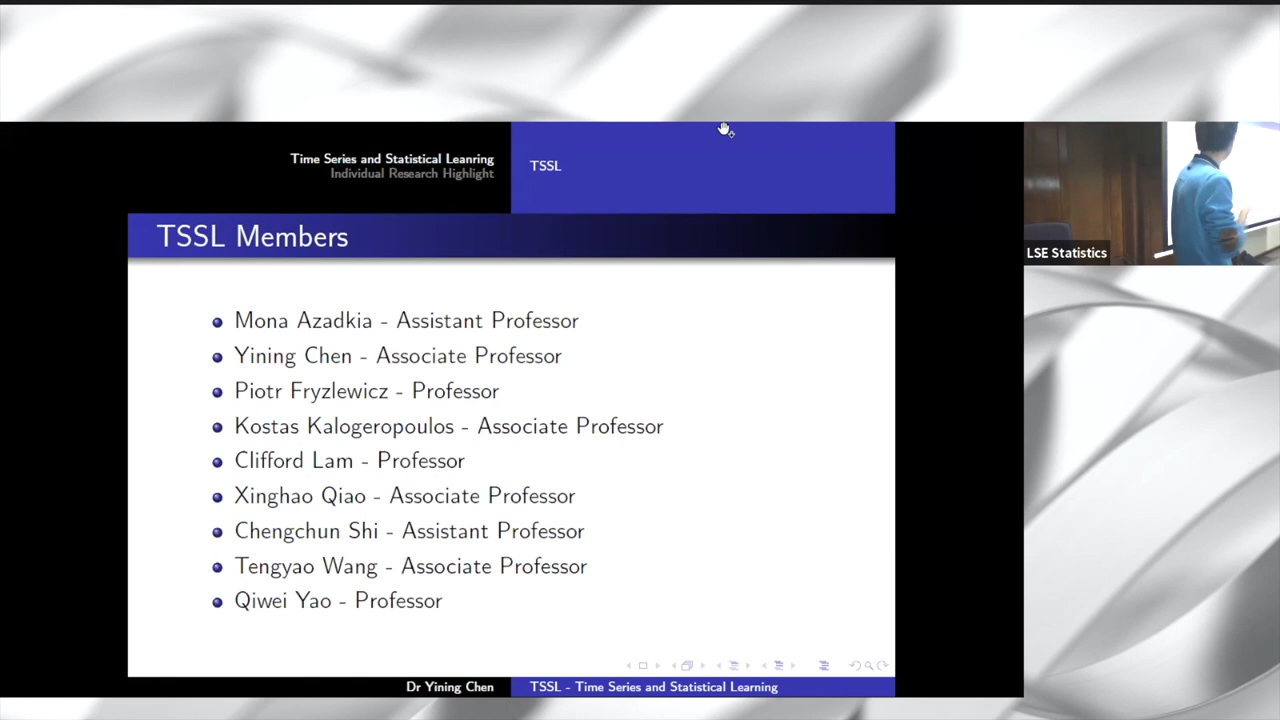 Time Series and Statistical Leanring
Individual Research Highlight
TSSL
TSSL Members
Mona Azadkia - Assistant Professor
Yining Chen - Associate Professor
Piotr Fryzlewicz - Professor
Kostas Kalogeropoulos - Associate Professor
Clifford Lam - Professor
Xinghao Qiao - Associate Professor
Chengchun Shi - Assistant Professor
Tengyao Wang - Associate Professor
Qiwei Yao - Professor
Dr Yining Chen
TSSL - Time Series and Statistical Learning
LSE Statistics